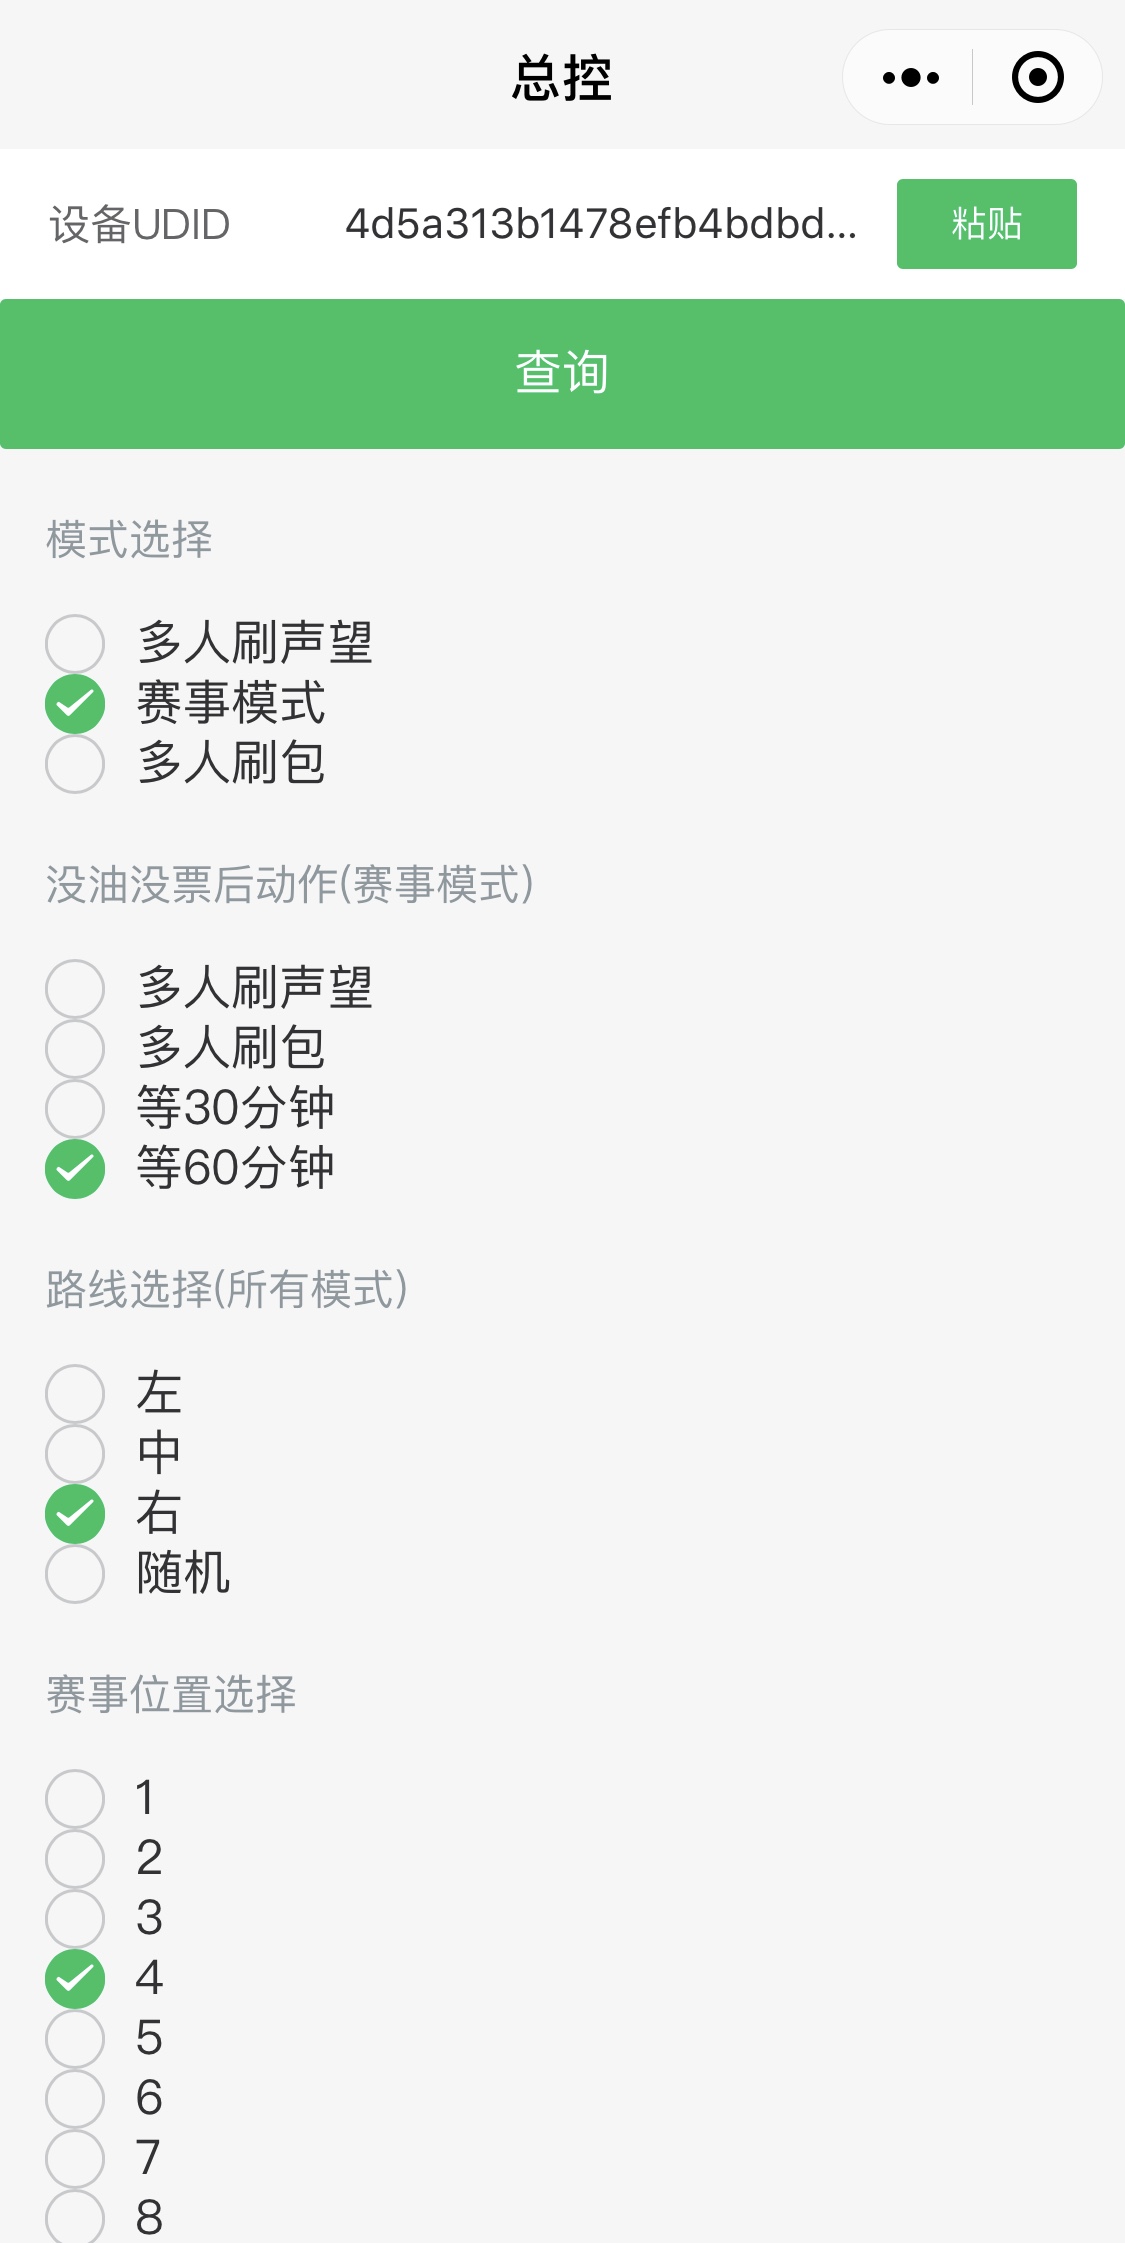 总控
设备UDID 4d5a313b1478efb4bdbd... 粘贴
查询
模式选择
多人刷声望
赛事模式
多人刷包
没油没票后动作(赛事模式)
多人刷声望
多人刷包
等30分钟
等60分钟
路线选择(所有模式)
左
中
右
随机
赛事位置选择
1
2
3
4
5
6
7
8